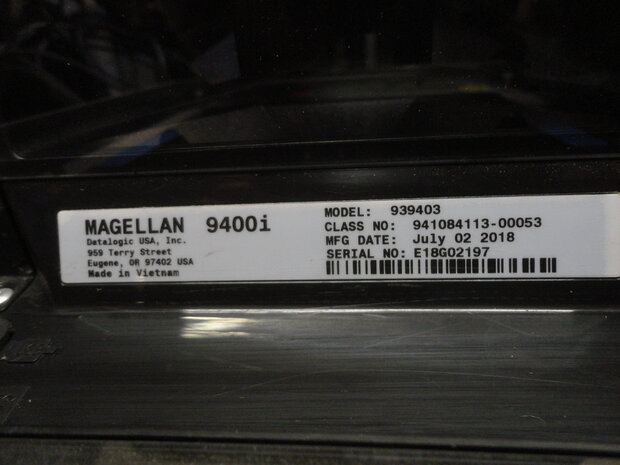 MAGELLAN 9400i
Datalogic USA, Inc.
959 Terry Street
Eugene, OR 97402 USA
Made in Vietnam
MODEL: 939403
CLASS NO: 941084113-00053
MFG DATE: July 02 2018
SERIAL NO: E18G02197